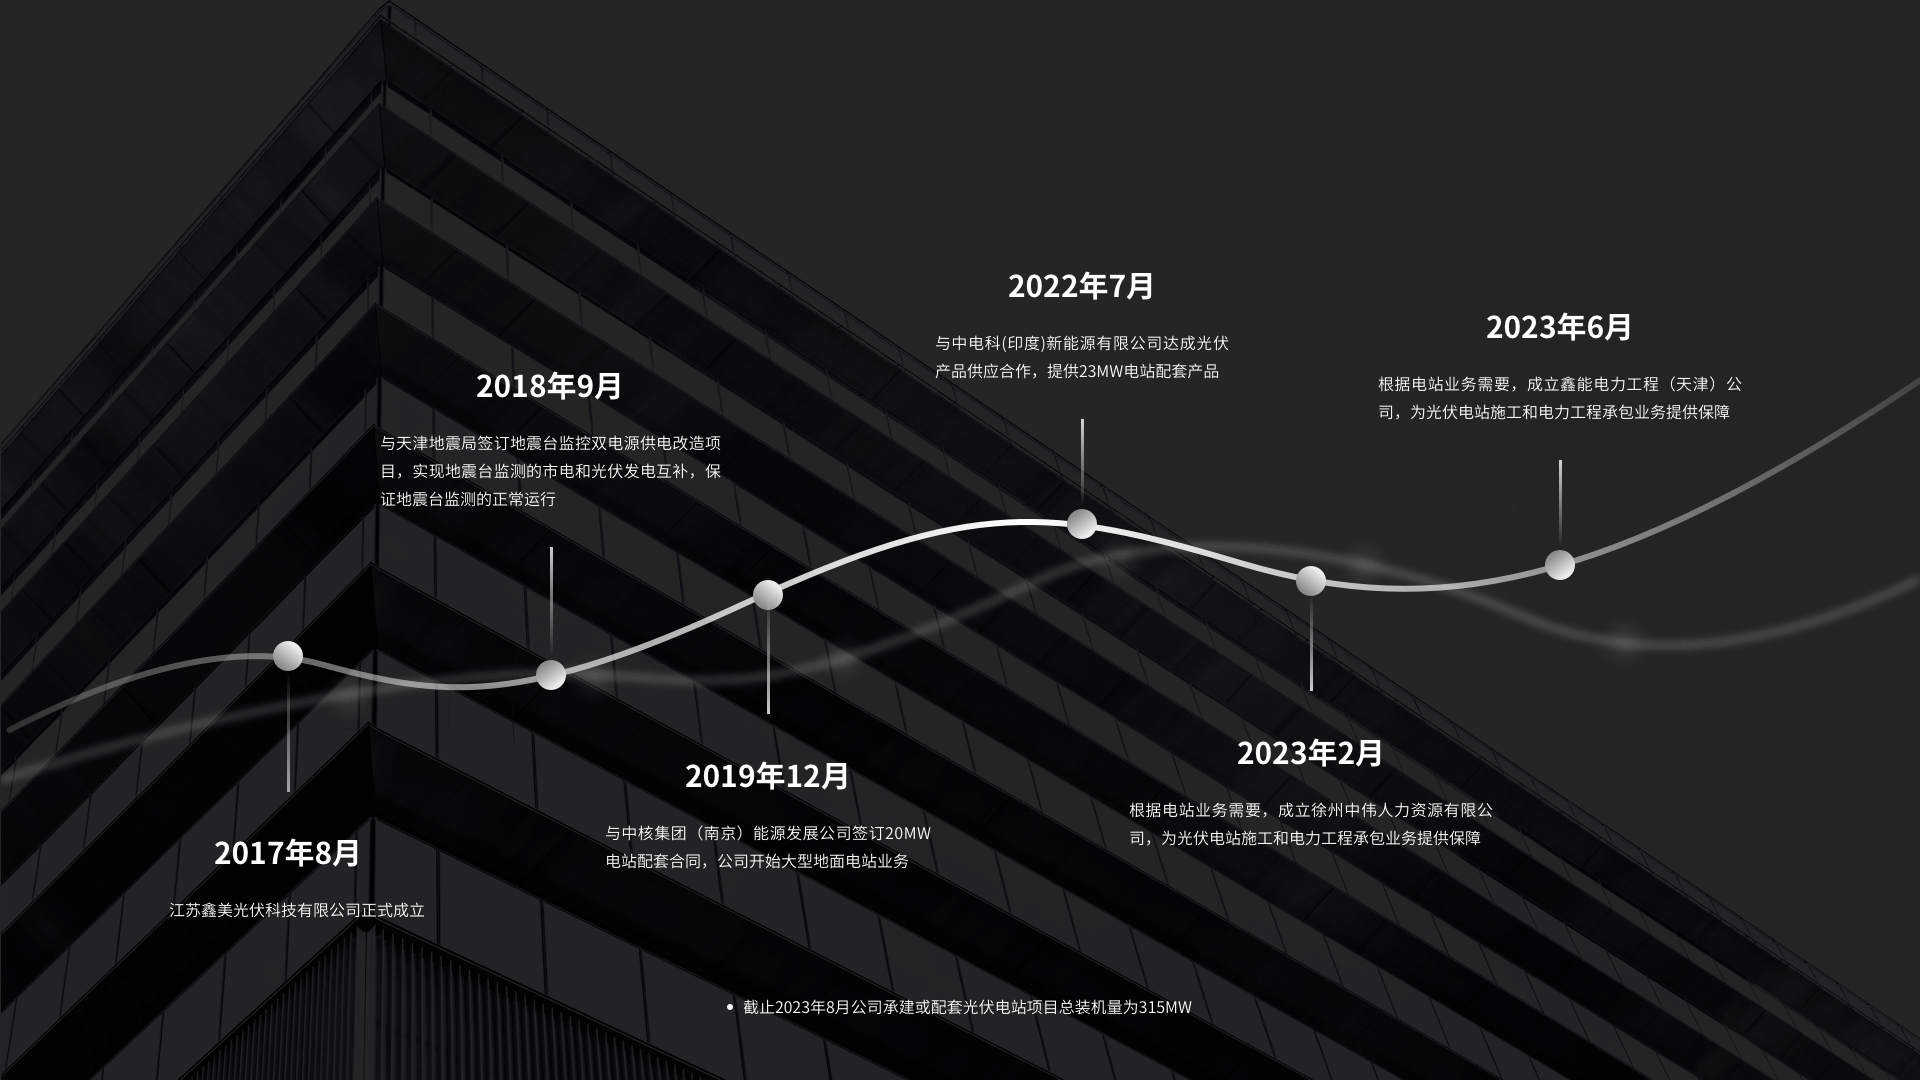 2022年7月
与中电科(印度)新能源有限公司达成光伏
产品供应合作，提供23MW电站配套产品
2023年6月
根据电站业务需要，成立鑫能电力工程（天津）公
司，为光伏电站施工和电力工程承包业务提供保障
2018年9月
与天津地震局签订地震台监控双电源供电改造项
目，实现地震台监测的市电和光伏发电互补，保
证地震台监测的正常运行
2019年12月
与中核集团（南京）能源发展公司签订20MW
电站配套合同，公司开始大型地面电站业务
2023年2月
根据电站业务需要，成立徐州中伟人力资源有限公
司，为光伏电站施工和电力工程承包业务提供保障
2017年8月
江苏鑫美光伏科技有限公司正式成立
• 截止2023年8月公司承建或配套光伏电站项目总装机量为315MW